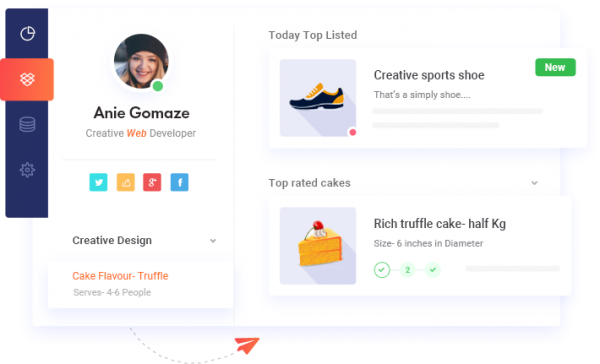 Anie Gomaze
Creative Web Developer
Creative Design
Cake Flavour- Truffle
Serves- 4-6 People
Today Top Listed
Creative sports shoe
New
That's a simply shoe....
Top rated cakes
Rich truffle cake- half Kg
Size- 6 inches in Diameter
2